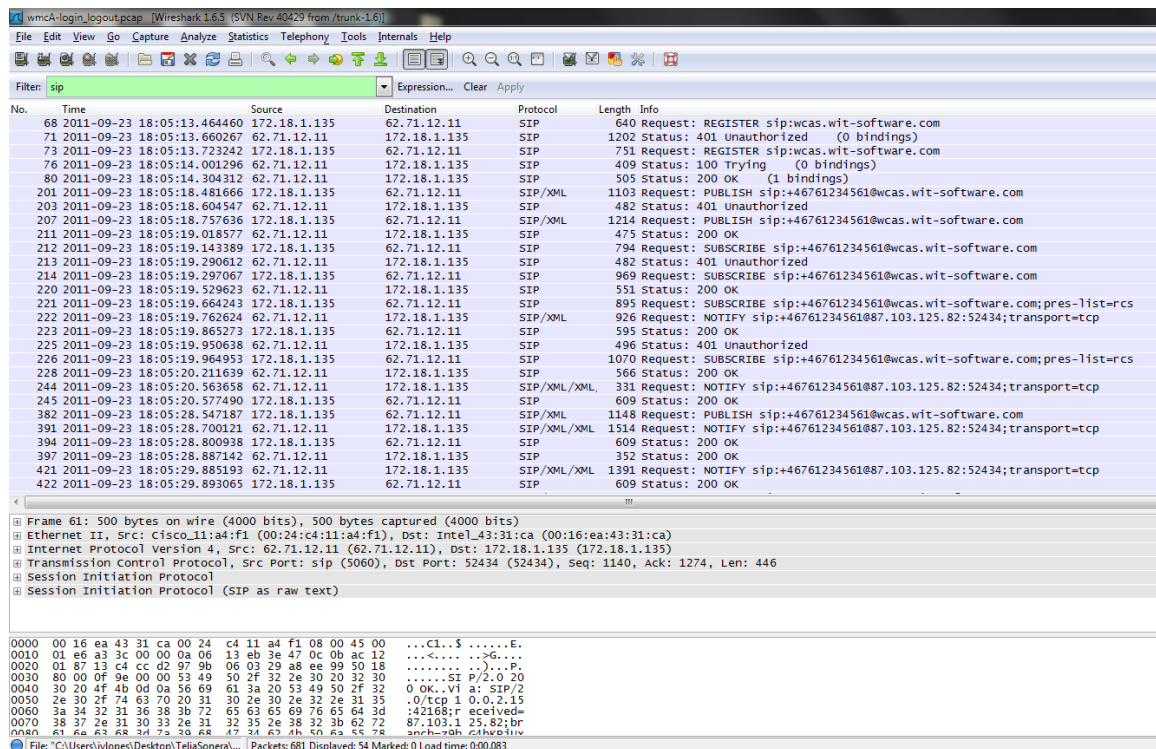 wmcA-login_logout.pcap [Wireshark 1.6.5 (SVN Rev 40429 from /trunk-1.6)]
File Edit View Go Capture Analyze Statistics Telephony Tools Internals Help
Filter: sip Expression... Clear Apply
No. Time Source Destination Protocol Length Info
68 2011-09-23 18:05:13.464460 172.18.1.135 62.71.12.11 SIP 640 Request: REGISTER sip:wcas.wit-software.com
71 2011-09-23 18:05:13.660267 62.71.12.11 172.18.1.135 SIP 1202 Status: 401 Unauthorized (0 bindings)
73 2011-09-23 18:05:13.723242 172.18.1.135 62.71.12.11 SIP 751 Request: REGISTER sip:wcas.wit-software.com
76 2011-09-23 18:05:14.001296 62.71.12.11 172.18.1.135 SIP 409 Status: 100 Trying (0 bindings)
80 2011-09-23 18:05:14.304312 62.71.12.11 172.18.1.135 SIP 505 Status: 200 OK (1 bindings)
201 2011-09-23 18:05:18.481666 172.18.1.135 62.71.12.11 SIP/XML 1103 Request: PUBLISH sip:+46761234561@wcas.wit-software.com
203 2011-09-23 18:05:18.604547 62.71.12.11 172.18.1.135 SIP 482 Status: 401 Unauthorized
207 2011-09-23 18:05:18.757636 172.18.1.135 62.71.12.11 SIP/XML 1214 Request: PUBLISH sip:+46761234561@wcas.wit-software.com
211 2011-09-23 18:05:19.018577 62.71.12.11 172.18.1.135 SIP 475 Status: 200 OK
212 2011-09-23 18:05:19.143389 172.18.1.135 62.71.12.11 SIP 794 Request: SUBSCRIBE sip:+46761234561@wcas.wit-software.com
213 2011-09-23 18:05:19.290612 62.71.12.11 172.18.1.135 SIP 482 Status: 401 Unauthorized
214 2011-09-23 18:05:19.297067 172.18.1.135 62.71.12.11 SIP 969 Request: SUBSCRIBE sip:+46761234561@wcas.wit-software.com
220 2011-09-23 18:05:19.529623 62.71.12.11 172.18.1.135 SIP 551 Status: 200 OK
221 2011-09-23 18:05:19.664243 172.18.1.135 62.71.12.11 SIP 895 Request: SUBSCRIBE sip:+46761234561@wcas.wit-software.com;pres-list=rcs
222 2011-09-23 18:05:19.762624 62.71.12.11 172.18.1.135 SIP/XML 926 Request: NOTIFY sip:+46761234561@87.103.125.82:52434;transport=tcp
223 2011-09-23 18:05:19.865273 172.18.1.135 62.71.12.11 SIP 595 Status: 200 OK
225 2011-09-23 18:05:19.950638 62.71.12.11 172.18.1.135 SIP 496 Status: 401 Unauthorized
226 2011-09-23 18:05:19.964953 172.18.1.135 62.71.12.11 SIP 1070 Request: SUBSCRIBE sip:+46761234561@wcas.wit-software.com;pres-list=rcs
228 2011-09-23 18:05:20.211639 62.71.12.11 172.18.1.135 SIP 566 Status: 200 OK
244 2011-09-23 18:05:20.563658 62.71.12.11 172.18.1.135 SIP/XML/XML, 331 Request: NOTIFY sip:+46761234561@87.103.125.82:52434;transport=tcp
245 2011-09-23 18:05:20.577490 172.18.1.135 62.71.12.11 SIP 609 Status: 200 OK
382 2011-09-23 18:05:28.547187 172.18.1.135 62.71.12.11 SIP/XML 1148 Request: PUBLISH sip:+46761234561@wcas.wit-software.com
391 2011-09-23 18:05:28.700121 62.71.12.11 172.18.1.135 SIP/XML/XML 1514 Request: NOTIFY sip:+46761234561@87.103.125.82:52434;transport=tcp
394 2011-09-23 18:05:28.800938 172.18.1.135 62.71.12.11 SIP 609 Status: 200 OK
397 2011-09-23 18:05:28.887142 62.71.12.11 172.18.1.135 SIP 352 Status: 200 OK
421 2011-09-23 18:05:29.885193 62.71.12.11 172.18.1.135 SIP/XML/XML 1391 Request: NOTIFY sip:+46761234561@87.103.125.82:52434;transport=tcp
422 2011-09-23 18:05:29.893065 172.18.1.135 62.71.12.11 SIP 609 Status: 200 OK
Frame 61: 500 bytes on wire (4000 bits), 500 bytes captured (4000 bits)
Ethernet II, Src: Cisco_11:a4:f1 (00:24:c4:11:a4:f1), Dst: Intel_43:31:ca (00:16:ea:43:31:ca)
Internet Protocol Version 4, Src: 62.71.12.11 (62.71.12.11), Dst: 172.18.1.135 (172.18.1.135)
Transmission Control Protocol, Src Port: sip (5060), Dst Port: 52434 (52434), Seq: 1140, Ack: 1274, Len: 446
Session Initiation Protocol
Session Initiation Protocol (SIP as raw text)
0000 00 16 ea 43 31 ca 00 24 c4 11 a4 f1 08 00 45 00 ...C1..$ ......E.
0010 01 e6 a3 3c 00 00 0a 06 13 eb 3e 47 0c 0b ac 12 ...<.... ..>G....
0020 01 87 13 c4 cc d2 97 9b 06 03 29 a8 ee 99 50 18 ........ ..)...P.
0030 80 00 0f 9e 00 00 53 49 50 2f 32 2e 30 20 32 30 ......SI P/2.0 20
0040 30 20 4f 4b 0d 0a 56 69 61 3a 20 53 49 50 2f 32 0 OK..Vi a: SIP/2
0050 2e 30 2f 74 63 70 20 31 30 2e 30 2e 32 2e 31 35 .0/tcp 1 0.0.2.15
0060 3a 34 32 31 36 38 3b 72 65 63 65 69 76 65 64 3d :42168;r eceived=
0070 38 37 2e 31 30 33 2e 31 32 35 2e 38 32 3b 62 72 87.103.1 25.82;br
File: "C:\Users\jvlopes\Desktop\TeliaSonera\... Packets: 681 Displayed: 54 Marked: 0 Load time: 0:00.083